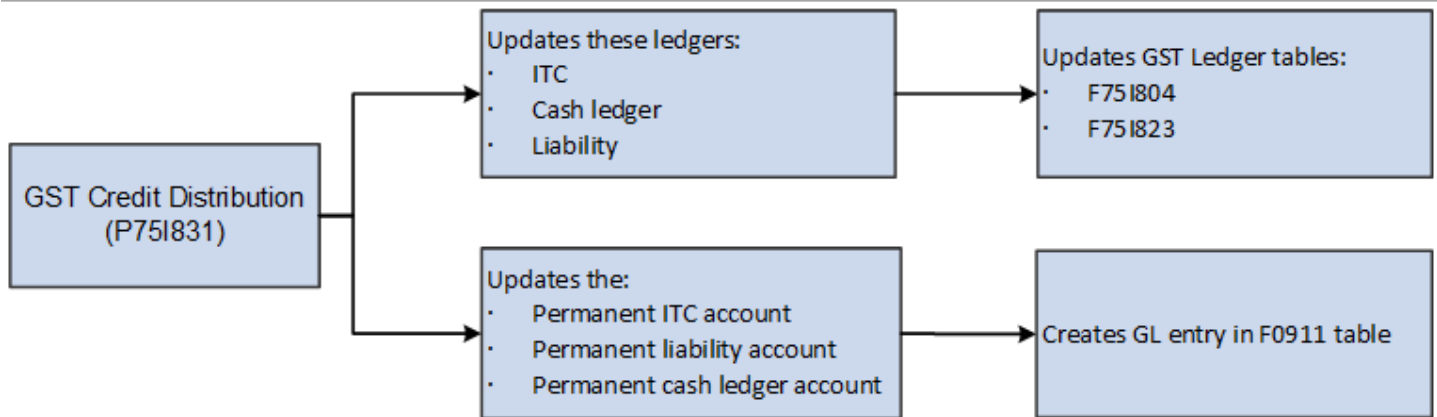 GST Credit Distribution
(P75I831)
Updates these ledgers:
· ITC
· Cash ledger
· Liability
Updates GST Ledger tables:
· F75I804
· F75I823
Updates the:
· Permanent ITC account
· Permanent liability account
· Permanent cash ledger account
Creates GL entry in F0911 table